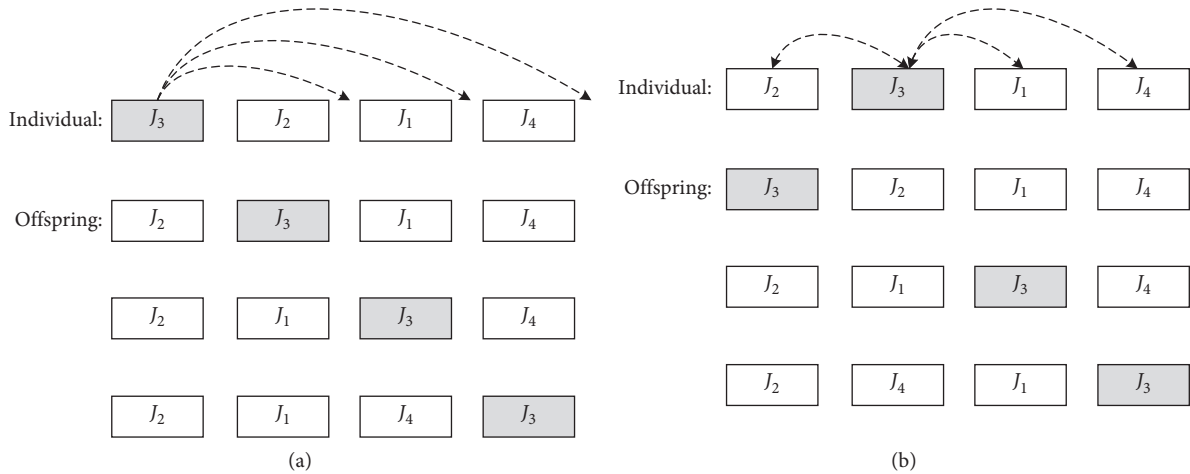 Individual: J3 J2 J1 J4
Offspring: J2 J3 J1 J4
J2 J1 J3 J4
J2 J1 J4 J3
(a)
Individual: J2 J3 J1 J4
Offspring: J3 J2 J1 J4
J2 J1 J3 J4
J2 J4 J1 J3
(b)